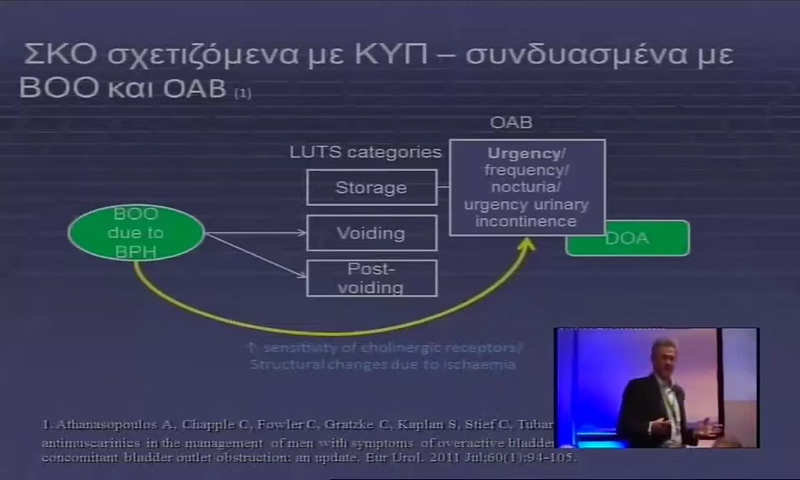 ΣΚΟ σχετιζόμενα με ΚΥΠ – συνδυασμένα με
BOO και OAB (1)
OAB
LUTS categories
Urgency/
frequency/
nocturia/
urgency urinary
incontinence
Storage
BOO
due to
BPH
Voiding
DOA
Post-
voiding
↑ sensitivity of cholinergic receptors/
Structural changes due to ischaemia
1. Athanasopoulos A, Chapple C, Fowler C, Gratzke C, Kaplan S, Stief C, Tubar
antimuscarinics in the management of men with symptoms of overactive bladder
concomitant bladder outlet obstruction: an update. Eur Urol. 2011 Jul;60(1):94-105.